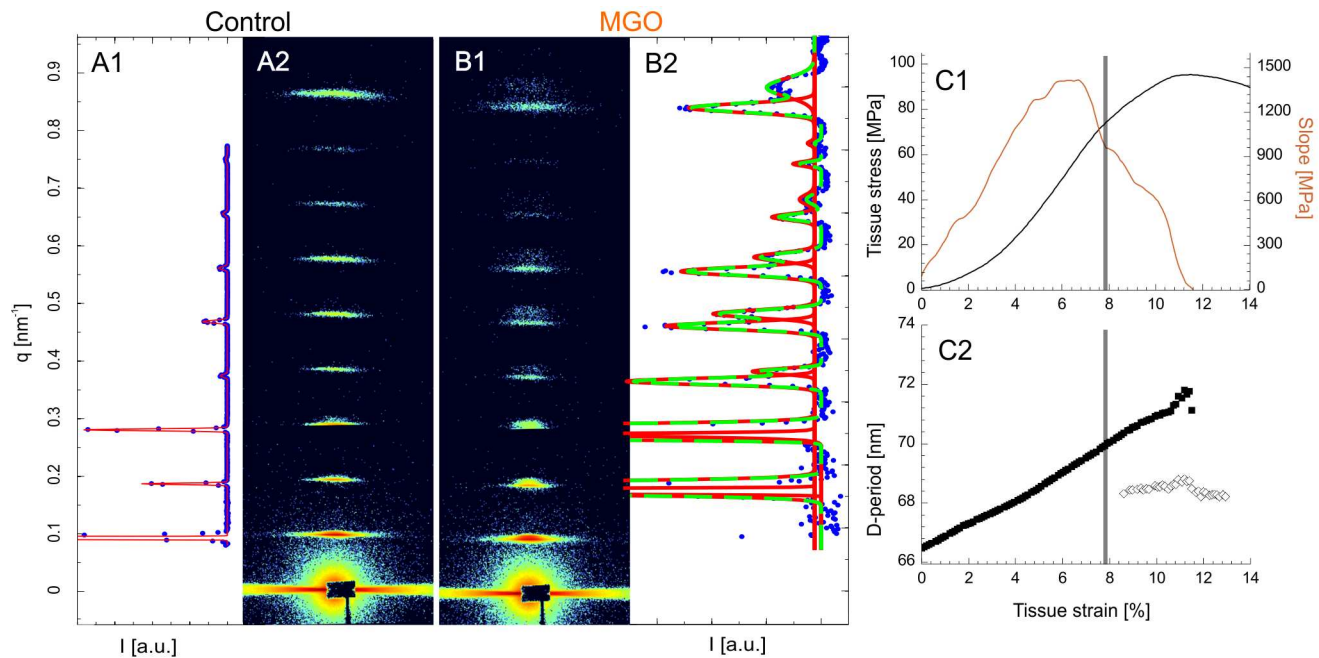 Control
MGO
A1
A2
B1
B2
0.9
0.8
0.7
0.6
0.5
0.4
0.3
0.2
0.1
0
q [nm⁻¹]
I [a.u.]
I [a.u.]
C1
100
80
60
40
20
0
Tissue stress [MPa]
1500
1200
900
600
300
0
Slope [MPa]
0 2 4 6 8 10 12 14
C2
74
72
70
68
66
D-period [nm]
0 2 4 6 8 10 12 14
Tissue strain [%]